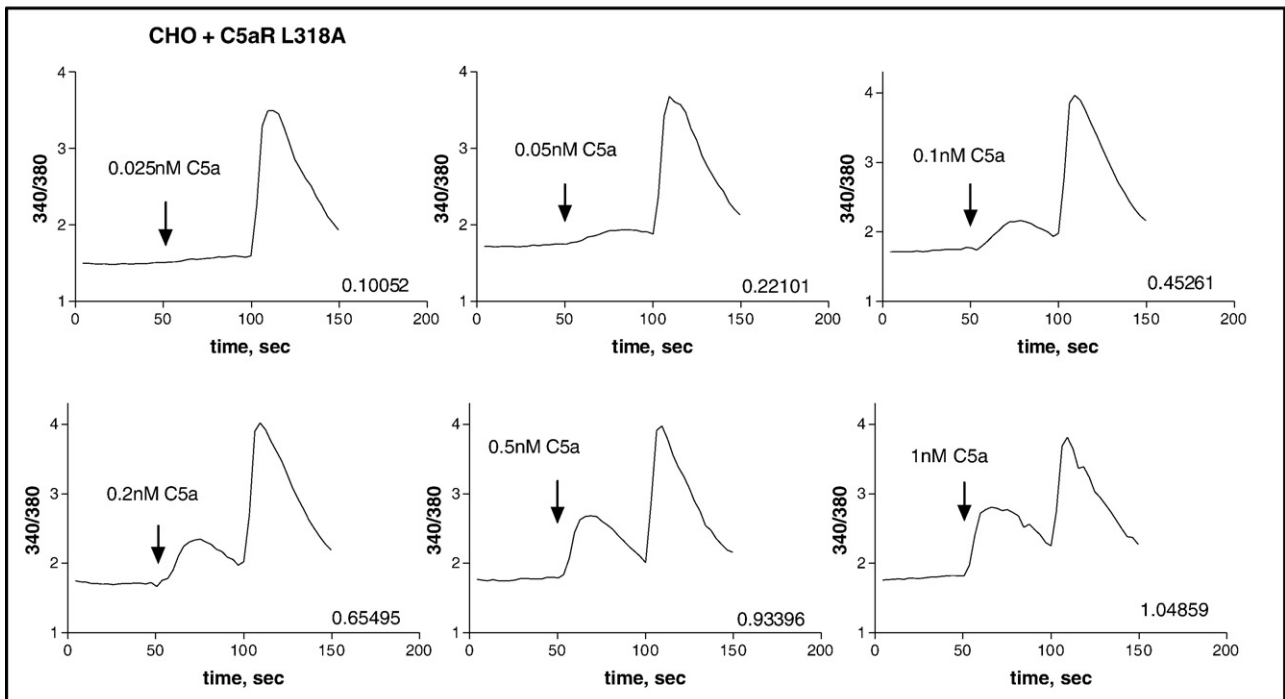 CHO + C5aR L318A
4
3
2
1
340/380
0.025nM C5a
0.10052
0 50 100 150 200
time, sec
4
3
2
1
340/380
0.05nM C5a
0.22101
0 50 100 150 200
time, sec
4
3
2
1
340/380
0.1nM C5a
0.45261
0 50 100 150 200
time, sec
4
3
2
1
340/380
0.2nM C5a
0.65495
0 50 100 150 200
time, sec
4
3
2
1
340/380
0.5nM C5a
0.93396
0 50 100 150 200
time, sec
4
3
2
1
340/380
1nM C5a
1.04859
0 50 100 150 200
time, sec